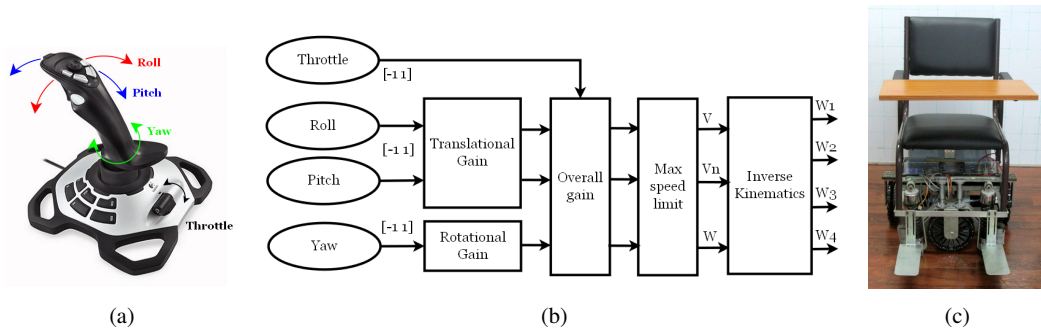 Roll
Pitch
Yaw
Throttle
(a)
Throttle
[-1 1]
Roll
[-1 1]
Pitch
Yaw
[-1 1]
Translational
Gain
Rotational
Gain
Overall
gain
Max
speed
limit
V
Vn
W
Inverse
Kinematics
W1
W2
W3
W4
(b)
(c)